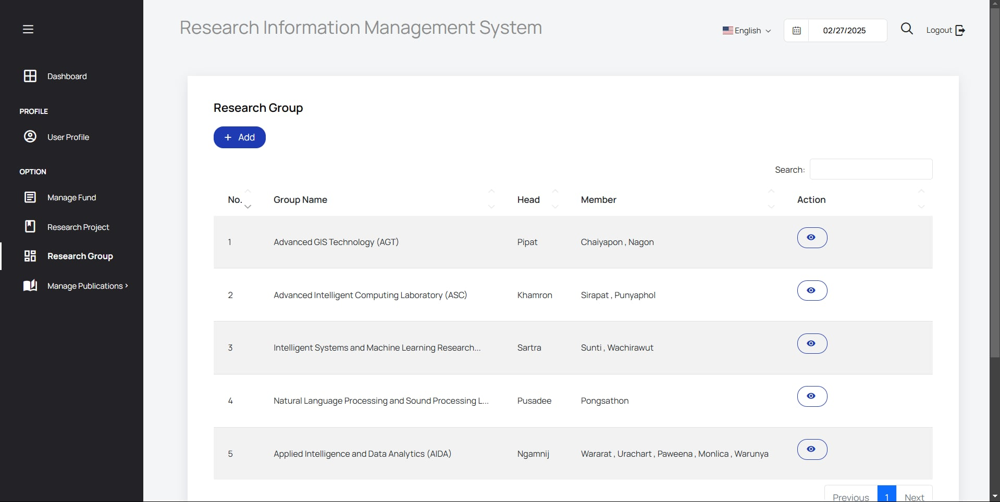 Research Information Management System
English
02/27/2025
Logout
Dashboard
PROFILE
User Profile
OPTION
Manage Fund
Research Project
Research Group
Manage Publications
Research Group
+ Add
Search:
No. Group Name Head Member Action
1 Advanced GIS Technology (AGT) Pipat Chaiyapon , Nagon
2 Advanced Intelligent Computing Laboratory (ASC) Khamron Sirapat , Punyaphol
3 Intelligent Systems and Machine Learning Research... Sartra Sunti , Wachirawut
4 Natural Language Processing and Sound Processing L... Pusadee Pongsathon
5 Applied Intelligence and Data Analytics (AIDA) Ngamnij Wararat , Urachart , Paweena , Monlica , Warunya
Previous 1 Next